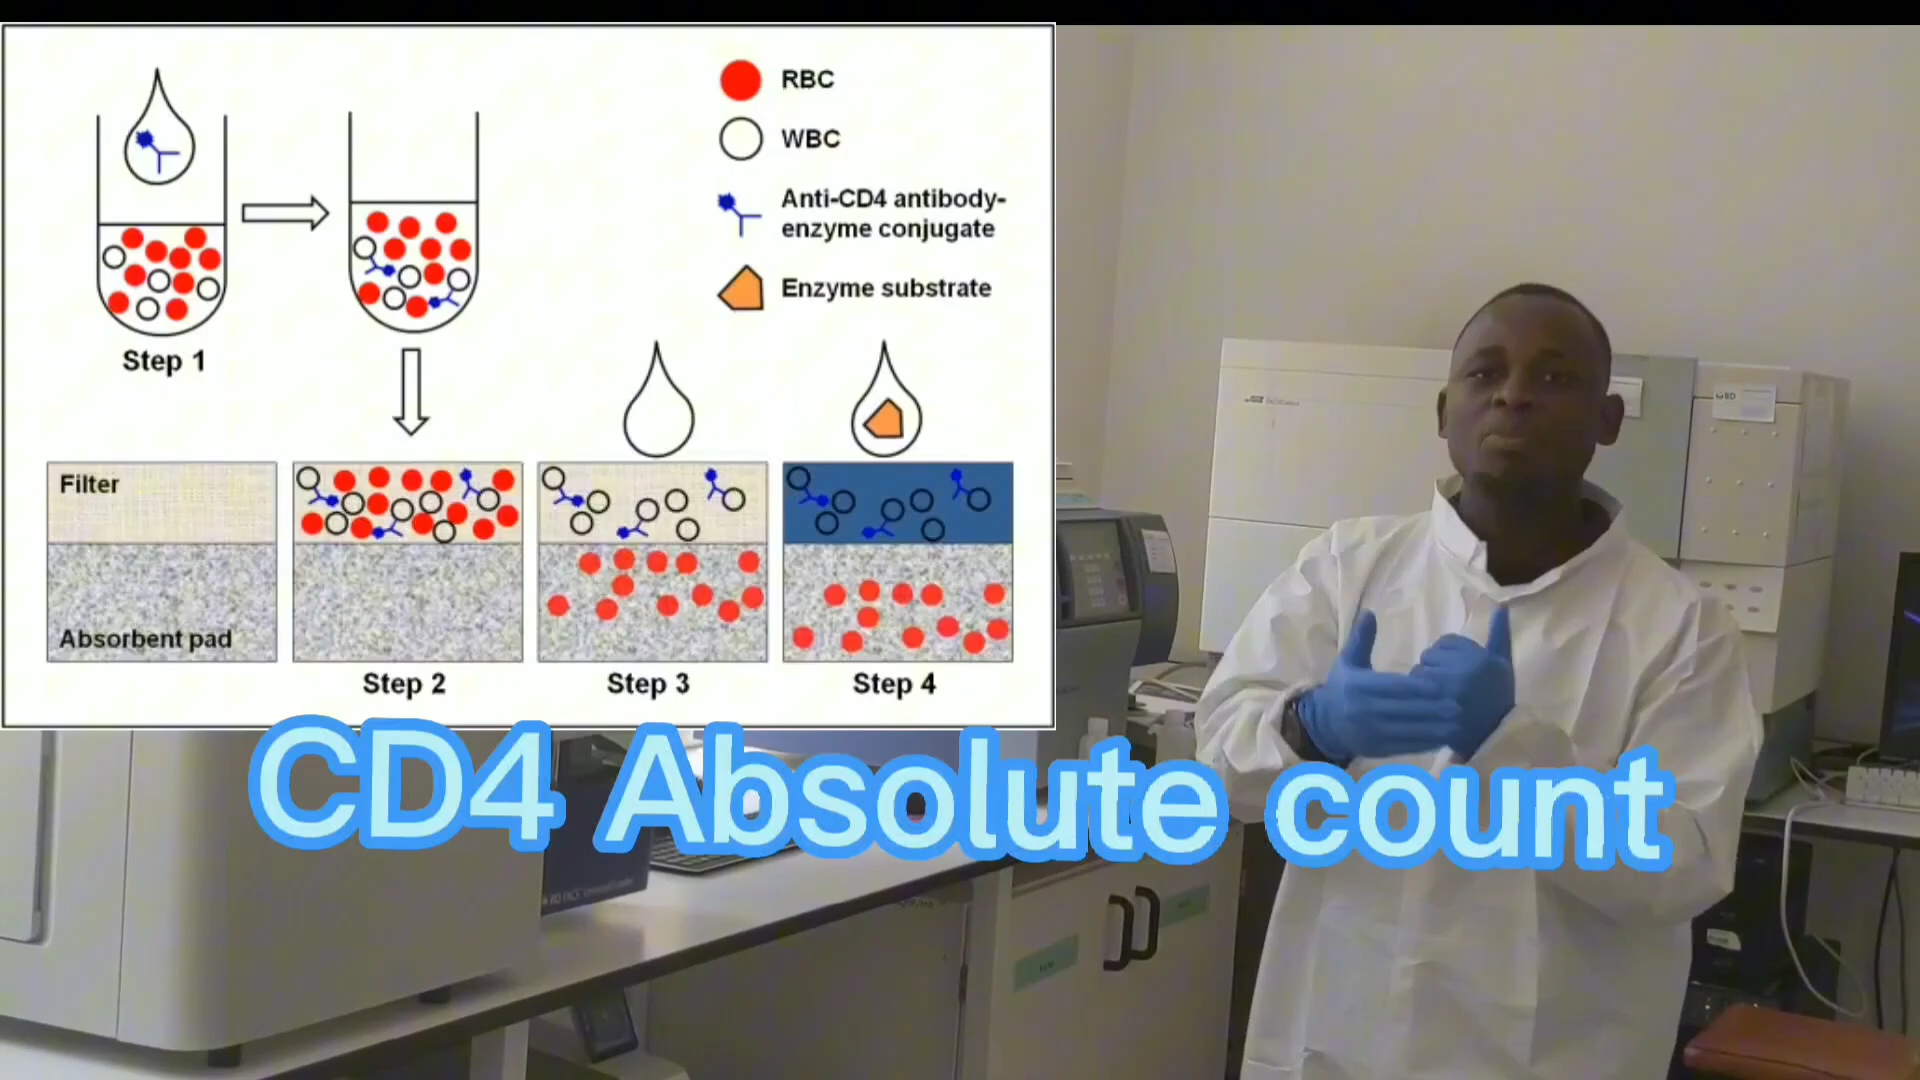 RBC
WBC
Anti-CD4 antibody-
enzyme conjugate
Enzyme substrate
Step 1
Filter
Absorbent pad
Step 2
Step 3
Step 4
CD4 Absolute count
BD